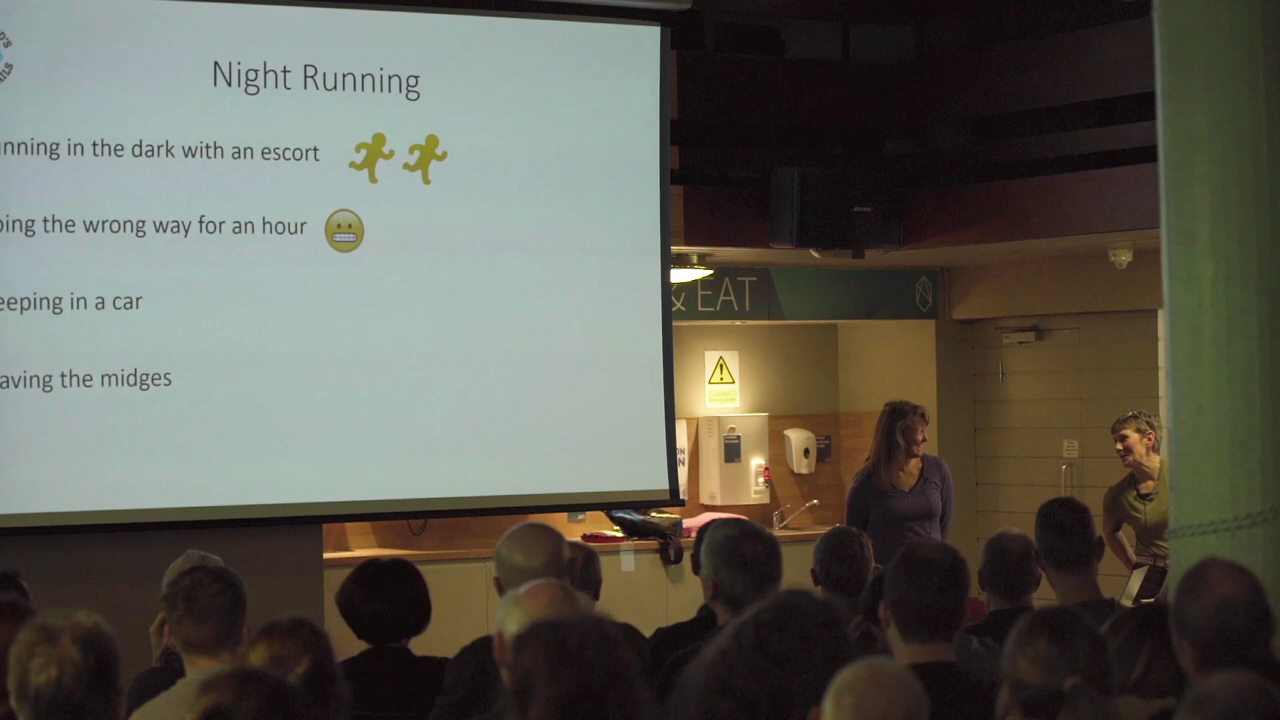 Night Running
nning in the dark with an escort
ing the wrong way for an hour
eeping in a car
aving the midges
& EAT